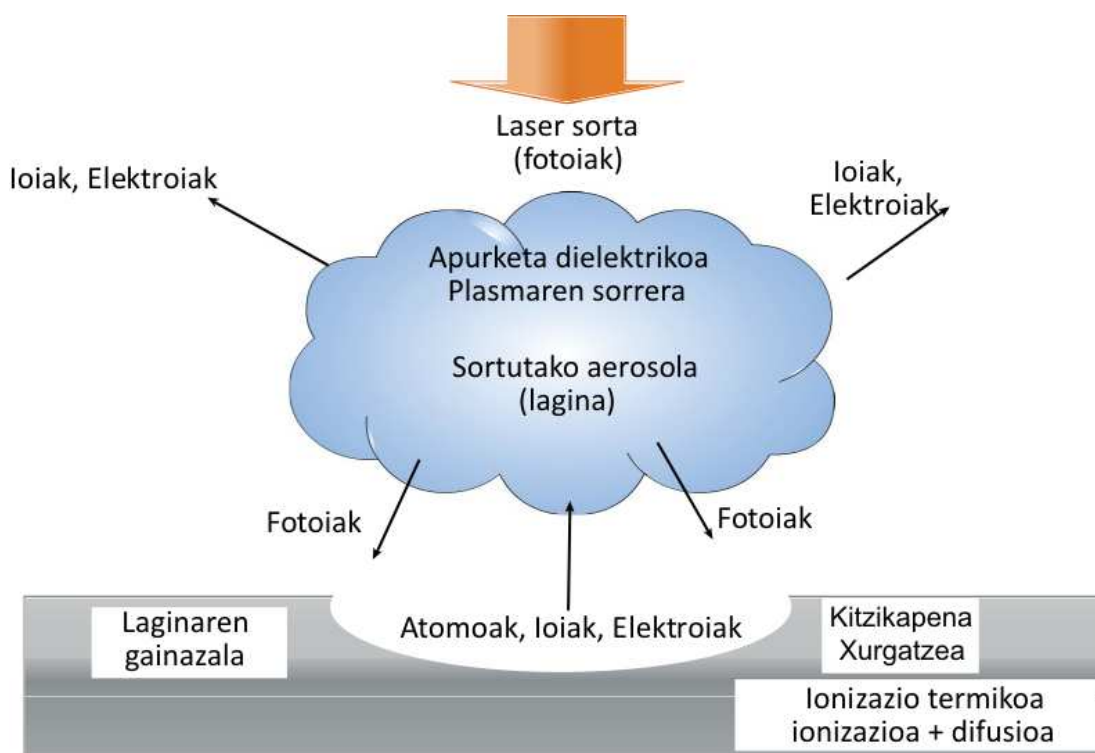 Laser sorta
(fotoiak)
Ioiak, Elektroiak
Ioiak,
Elektroiak
Apurketa dielektrikoa
Plasmaren sorrera
Sortutako aerosola
(lagina)
Fotoiak
Fotoiak
Laginaren
gainazala
Atomoak, Ioiak, Elektroiak
Kitzikapena
Xurgatzea
Ionizazio termikoa
ionizazioa + difusioa